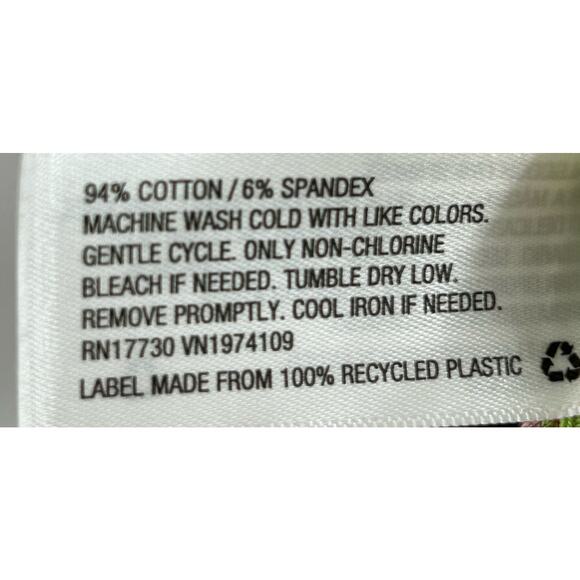 94% COTTON / 6% SPANDEX
MACHINE WASH COLD WITH LIKE COLORS.
GENTLE CYCLE. ONLY NON-CHLORINE
BLEACH IF NEEDED. TUMBLE DRY LOW.
REMOVE PROMPTLY. COOL IRON IF NEEDED.
RN17730 VN1974109
LABEL MADE FROM 100% RECYCLED PLASTIC